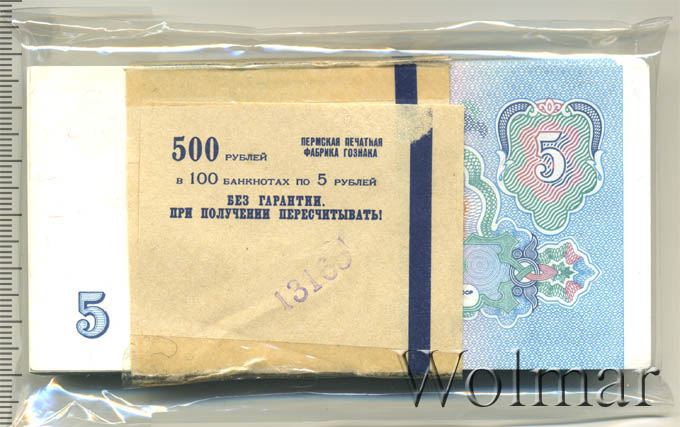 500 РУБЛЕЙ
ПЕРМСКАЯ ПЕЧАТНАЯ
ФАБРИКА ГОЗНАКА
В 100 БАНКНОТАХ ПО 5 РУБЛЕЙ
БЕЗ ГАРАНТИИ.
ПРИ ПОЛУЧЕНИИ ПЕРЕСЧИТЫВАТЬ!
5
5
Wolmar